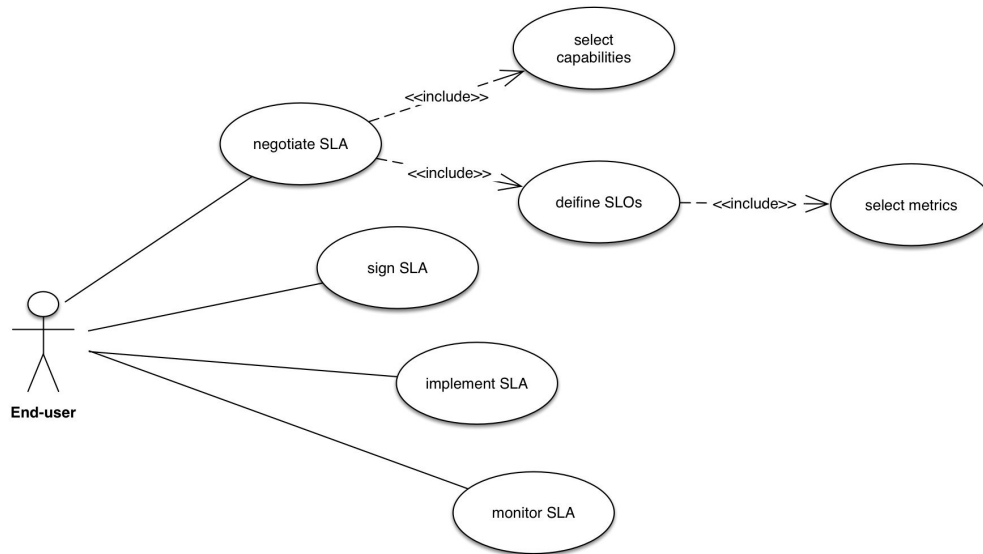 select
capabilities
<<include>>
negotiate SLA
<<include>>
deifine SLOs
<<include>>
select metrics
sign SLA
implement SLA
End-user
monitor SLA